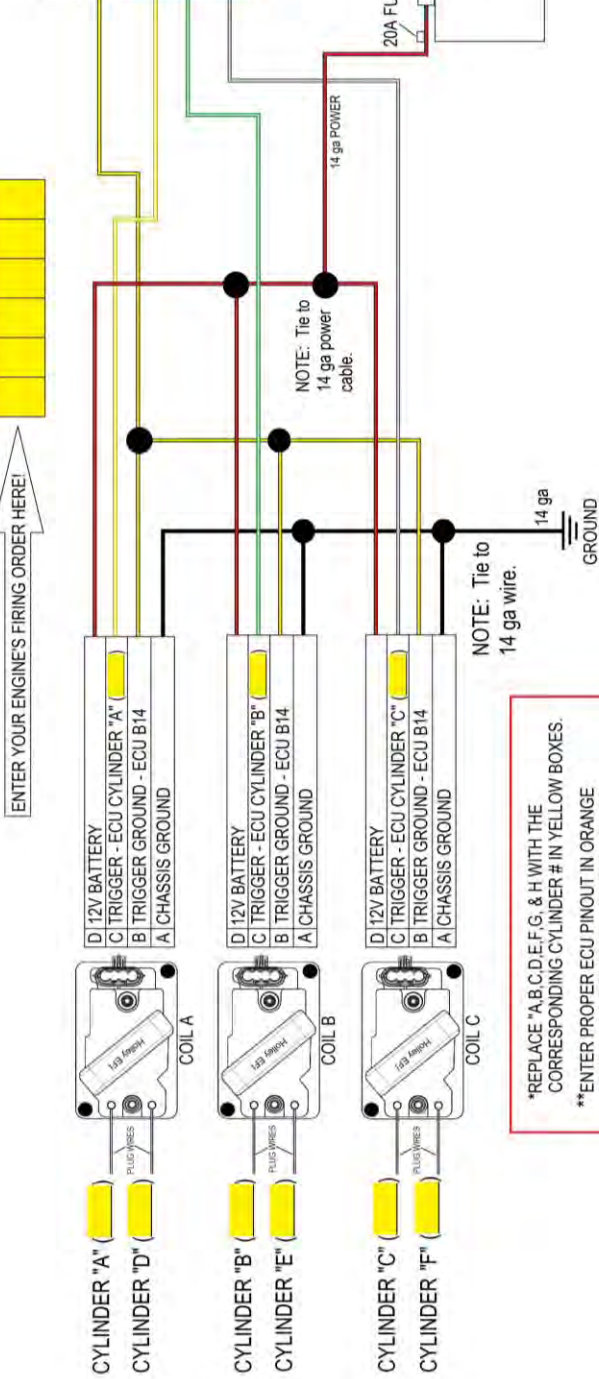 ENTER YOUR ENGINE'S FIRING ORDER HERE!
20A FU
14 ga POWER
CYLINDER "A" (
CYLINDER "D" (
PLUG WIRES
Holley EFI
COIL A
D 12V BATTERY
C TRIGGER - ECU CYLINDER "A" (
B TRIGGER GROUND - ECU B14
A CHASSIS GROUND
NOTE: Tie to
14 ga power
cable.
CYLINDER "B" (
CYLINDER "E" (
PLUG WIRES
Holley EFI
COIL B
D 12V BATTERY
C TRIGGER - ECU CYLINDER "B" (
B TRIGGER GROUND - ECU B14
A CHASSIS GROUND
CYLINDER "C" (
CYLINDER "F" (
PLUG WIRES
Holley EFI
COIL C
D 12V BATTERY
C TRIGGER - ECU CYLINDER "C" (
B TRIGGER GROUND - ECU B14
A CHASSIS GROUND
NOTE: Tie to
14 ga wire.
14 ga
GROUND
*REPLACE "A,B,C,D,E,F,G, & H WITH THE
CORRESPONDING CYLINDER # IN YELLOW BOXES.
**ENTER PROPER ECU PINOUT IN ORANGE